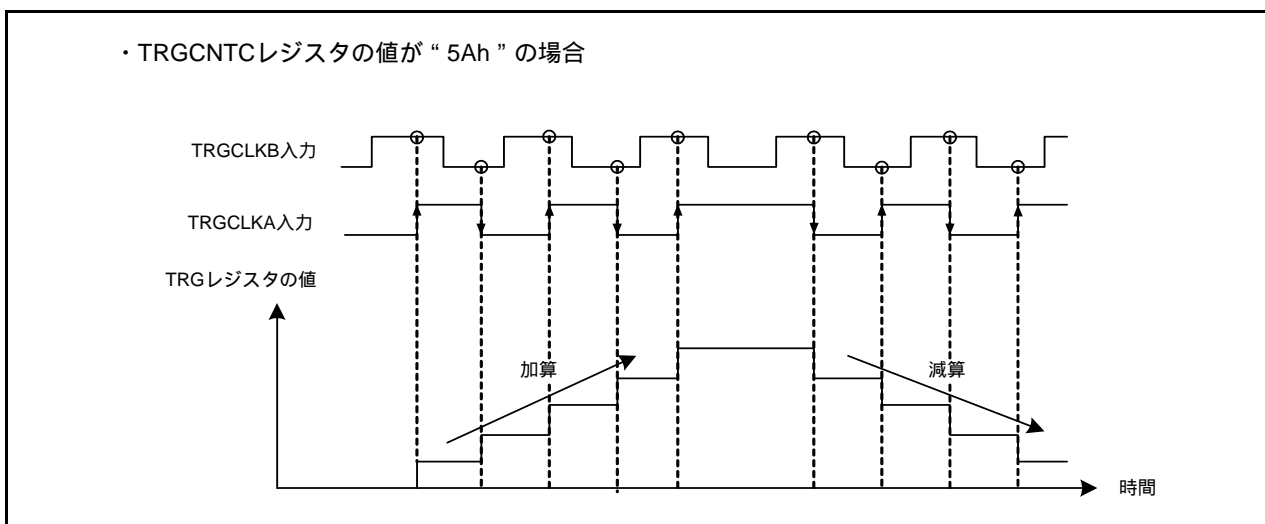 ・TRGCNTCレジスタの値が “ 5Ah ” の場合
TRGCLKB入力
TRGCLKA入力
TRGレジスタの値
加算
減算
時間